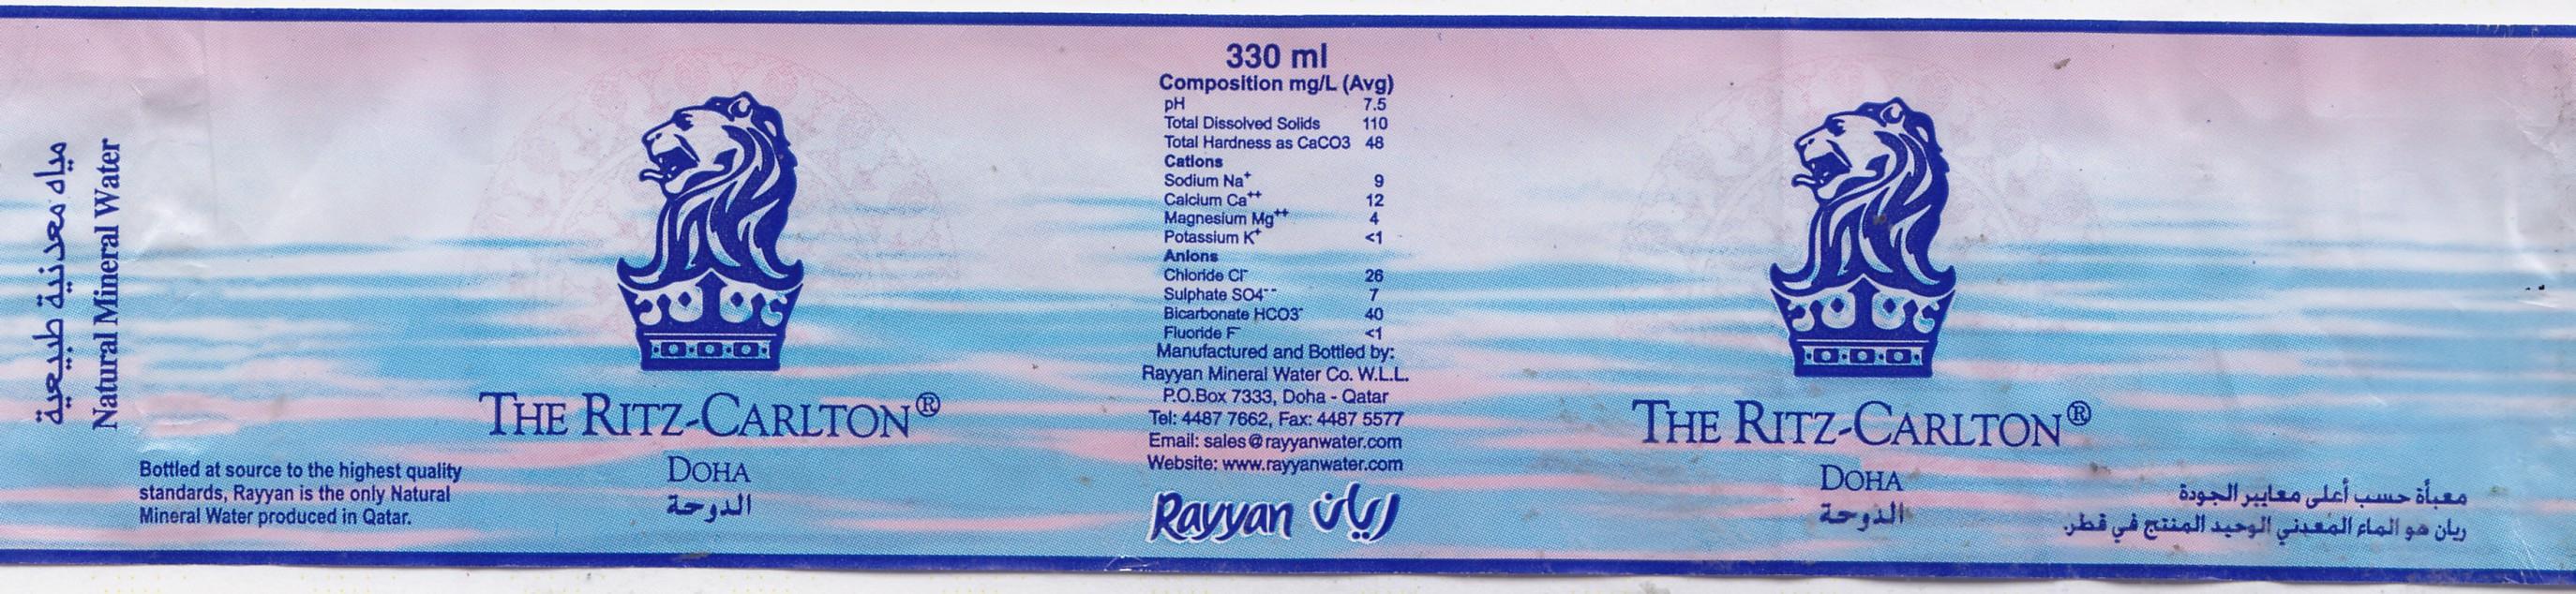 مياه معدنية طبيعية
Natural Mineral Water
Bottled at source to the highest quality
standards, Rayyan is the only Natural
Mineral Water produced in Qatar.
THE RITZ-CARLTON®
DOHA
الدوحة
330 ml
Composition mg/L (Avg)
pH 7.5
Total Dissolved Solids 110
Total Hardness as CaCO3 48
Cations
Sodium Na+ 9
Calcium Ca++ 12
Magnesium Mg++ 4
Potassium K+ <1
Anions
Chloride Cl- 26
Sulphate SO4-- 7
Bicarbonate HCO3- 40
Fluoride F- <1
Manufactured and Bottled by:
Rayyan Mineral Water Co. W.L.L.
P.O.Box 7333, Doha - Qatar
Tel: 4487 7662, Fax: 4487 5577
Email: sales@rayyanwater.com
Website: www.rayyanwater.com
Rayyan ريان
THE RITZ-CARLTON®
DOHA
الدوحة
معبأة حسب أعلى معايير الجودة
ريان هو الماء المعدني الوحيد المنتج في قطر.